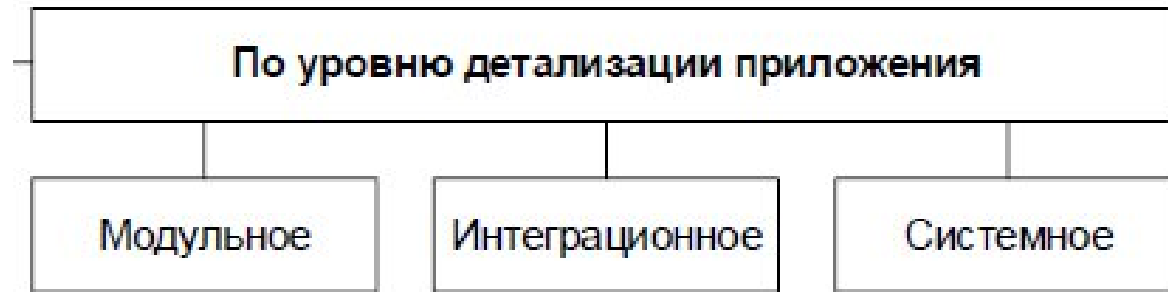 По уровню детализации приложения
Модульное
Интеграционное
Системное